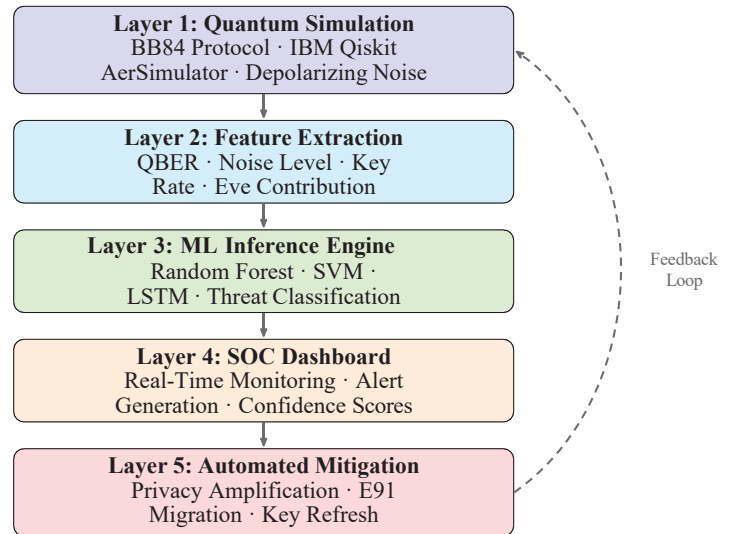 Layer 1: Quantum Simulation
BB84 Protocol · IBM Qiskit
AerSimulator · Depolarizing Noise
Layer 2: Feature Extraction
QBER · Noise Level · Key
Rate · Eve Contribution
Layer 3: ML Inference Engine
Random Forest · SVM ·
LSTM · Threat Classification
Layer 4: SOC Dashboard
Real-Time Monitoring · Alert
Generation · Confidence Scores
Layer 5: Automated Mitigation
Privacy Amplification · E91
Migration · Key Refresh
Feedback
Loop